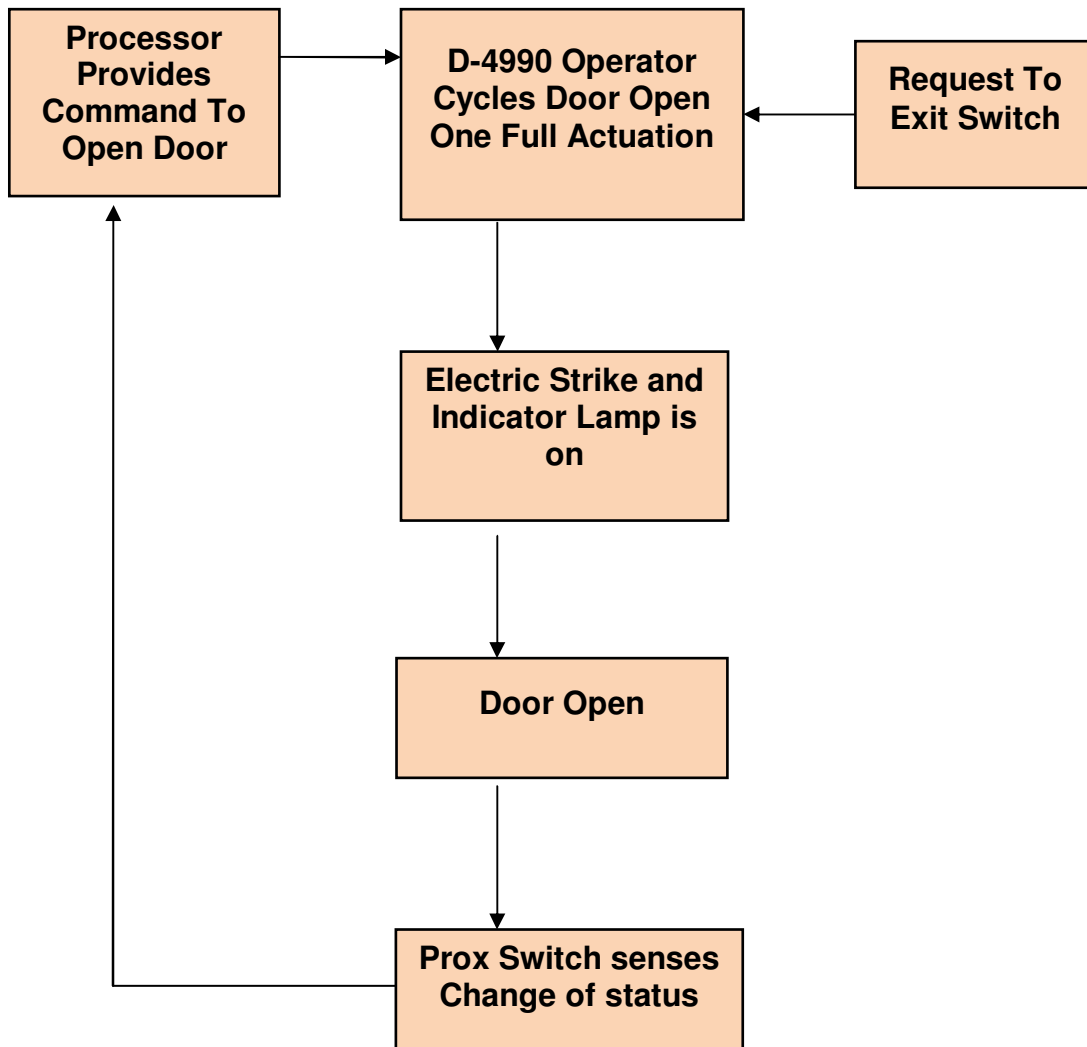 Processor
Provides
Command To
Open Door
D-4990 Operator
Cycles Door Open
One Full Actuation
Request To
Exit Switch
Electric Strike and
Indicator Lamp is
on
Door Open
Prox Switch senses
Change of status